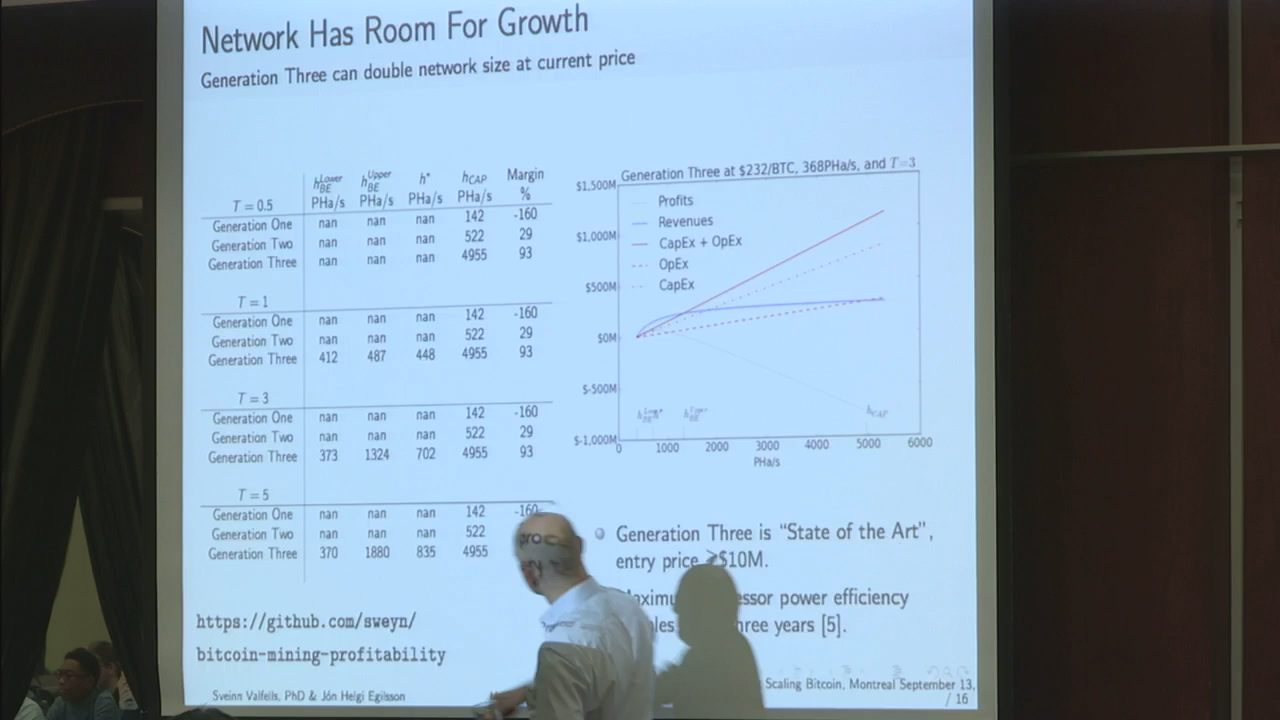 Network Has Room For Growth
Generation Three can double network size at current price
h_BE^Lower h_BE^Upper h* h_CAP Margin
T = 0.5 PHa/s PHa/s PHa/s PHa/s %
Generation One nan nan nan 142 -160
Generation Two nan nan nan 522 29
Generation Three nan nan nan 4955 93
T = 1
Generation One nan nan nan 142 -160
Generation Two nan nan nan 522 29
Generation Three 412 487 448 4955 93
T = 3
Generation One nan nan nan 142 -160
Generation Two nan nan nan 522 29
Generation Three 373 1324 702 4955 93
T = 5
Generation One nan nan nan 142 -160
Generation Two nan nan nan 522
Generation Three 370 1880 835 4955
https://github.com/sweyn/
bitcoin-mining-profitability
Generation Three at $232/BTC, 368PHa/s, and T=3
$1,500M
$1,000M
$500M
$0M
$-500M
$-1,000M
Profits
Revenues
CapEx + OpEx
OpEx
CapEx
h_CAP
0 1000 2000 3000 4000 5000 6000
PHa/s
Generation Three is "State of the Art",
entry price ≥$10M.
power efficiency
years [5].
Sveinn Valfells, PhD & Jón Helgi Egilsson
Scaling Bitcoin, Montreal September 13,
/ 16